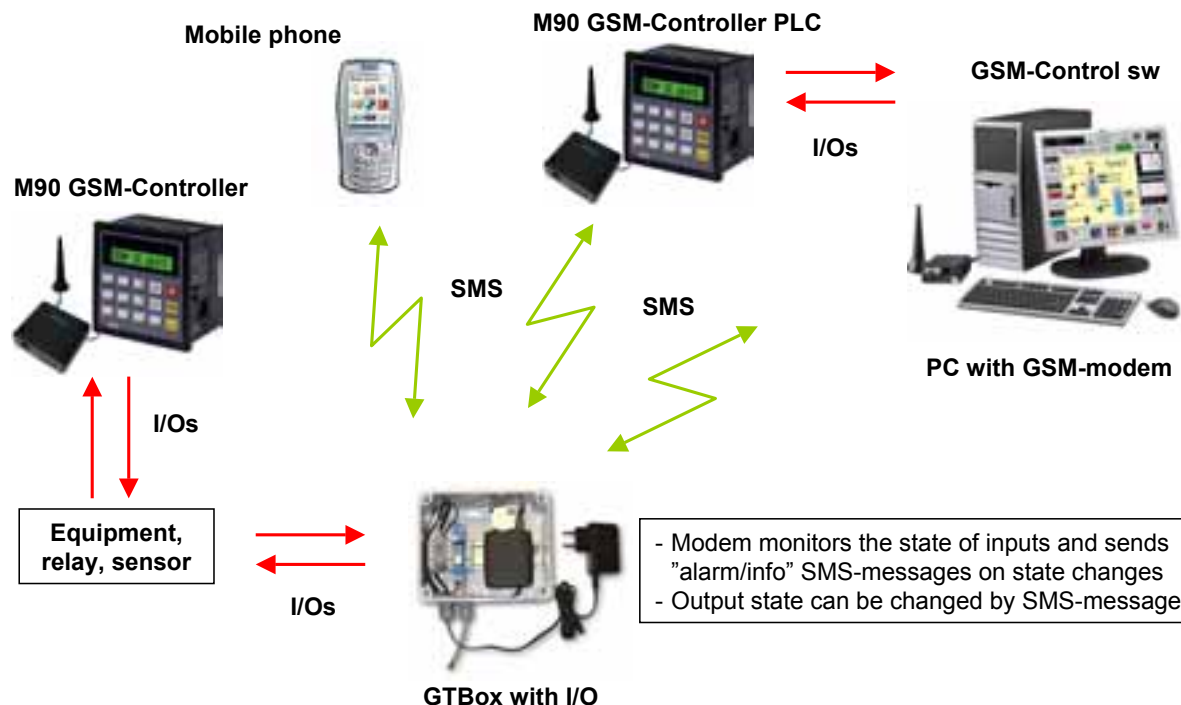 M90 GSM-Controller PLC
Mobile phone
GSM-Control sw
I/Os
M90 GSM-Controller
SMS
SMS
PC with GSM-modem
I/Os
Equipment,
relay, sensor
- Modem monitors the state of inputs and sends
”alarm/info” SMS-messages on state changes
- Output state can be changed by SMS-message
I/Os
GTBox with I/O